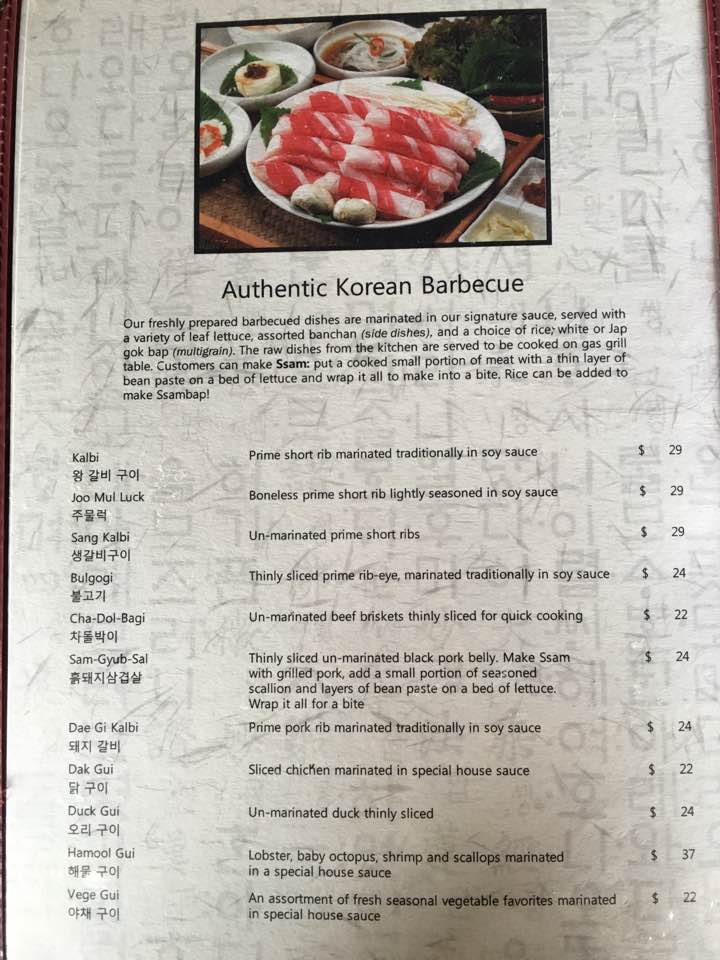 Authentic Korean Barbecue
Our freshly prepared barbecued dishes are marinated in our signature sauce, served with
a variety of leaf lettuce, assorted banchan (side dishes), and a choice of rice; white or Jap
gok bap (multigrain). The raw dishes from the kitchen are served to be cooked on gas grill
table. Customers can make Ssam: put a cooked small portion of meat with a thin layer of
bean paste on a bed of lettuce and wrap it all to make into a bite. Rice can be added to
make Ssambap!
Kalbi Prime short rib marinated traditionally in soy sauce $ 29
왕 갈비 구이
Joo Mul Luck Boneless prime short rib lightly seasoned in soy sauce $ 29
주물럭
Sang Kalbi Un-marinated prime short ribs $ 29
생갈비구이
Bulgogi Thinly sliced prime rib-eye, marinated traditionally in soy sauce $ 24
불고기
Cha-Dol-Bagi Un-marinated beef briskets thinly sliced for quick cooking $ 22
차돌박이
Sam-Gyub-Sal Thinly sliced un-marinated black pork belly. Make Ssam $ 24
흙돼지삼겹살 with grilled pork, add a small portion of seasoned
scallion and layers of bean paste on a bed of lettuce.
Wrap it all for a bite
Dae Gi Kalbi Prime pork rib marinated traditionally in soy sauce $ 24
돼지 갈비
Dak Gui Sliced chicken marinated in special house sauce $ 22
닭 구이
Duck Gui Un-marinated duck thinly sliced $ 24
오리 구이
Hamool Gui Lobster, baby octopus, shrimp and scallops marinated $ 37
해물 구이 in a special house sauce
Vege Gui An assortment of fresh seasonal vegetable favorites marinated $ 22
야채 구이 in special house sauce